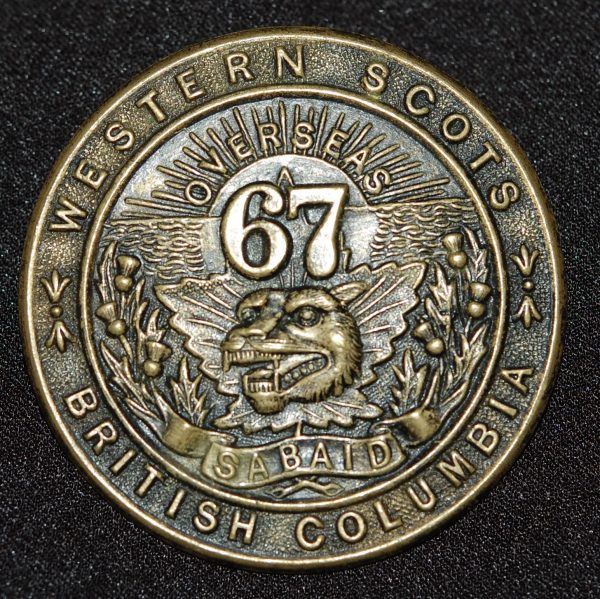 WESTERN SCOTS
OVERSEAS
67
SABAID
BRITISH COLUMBIA